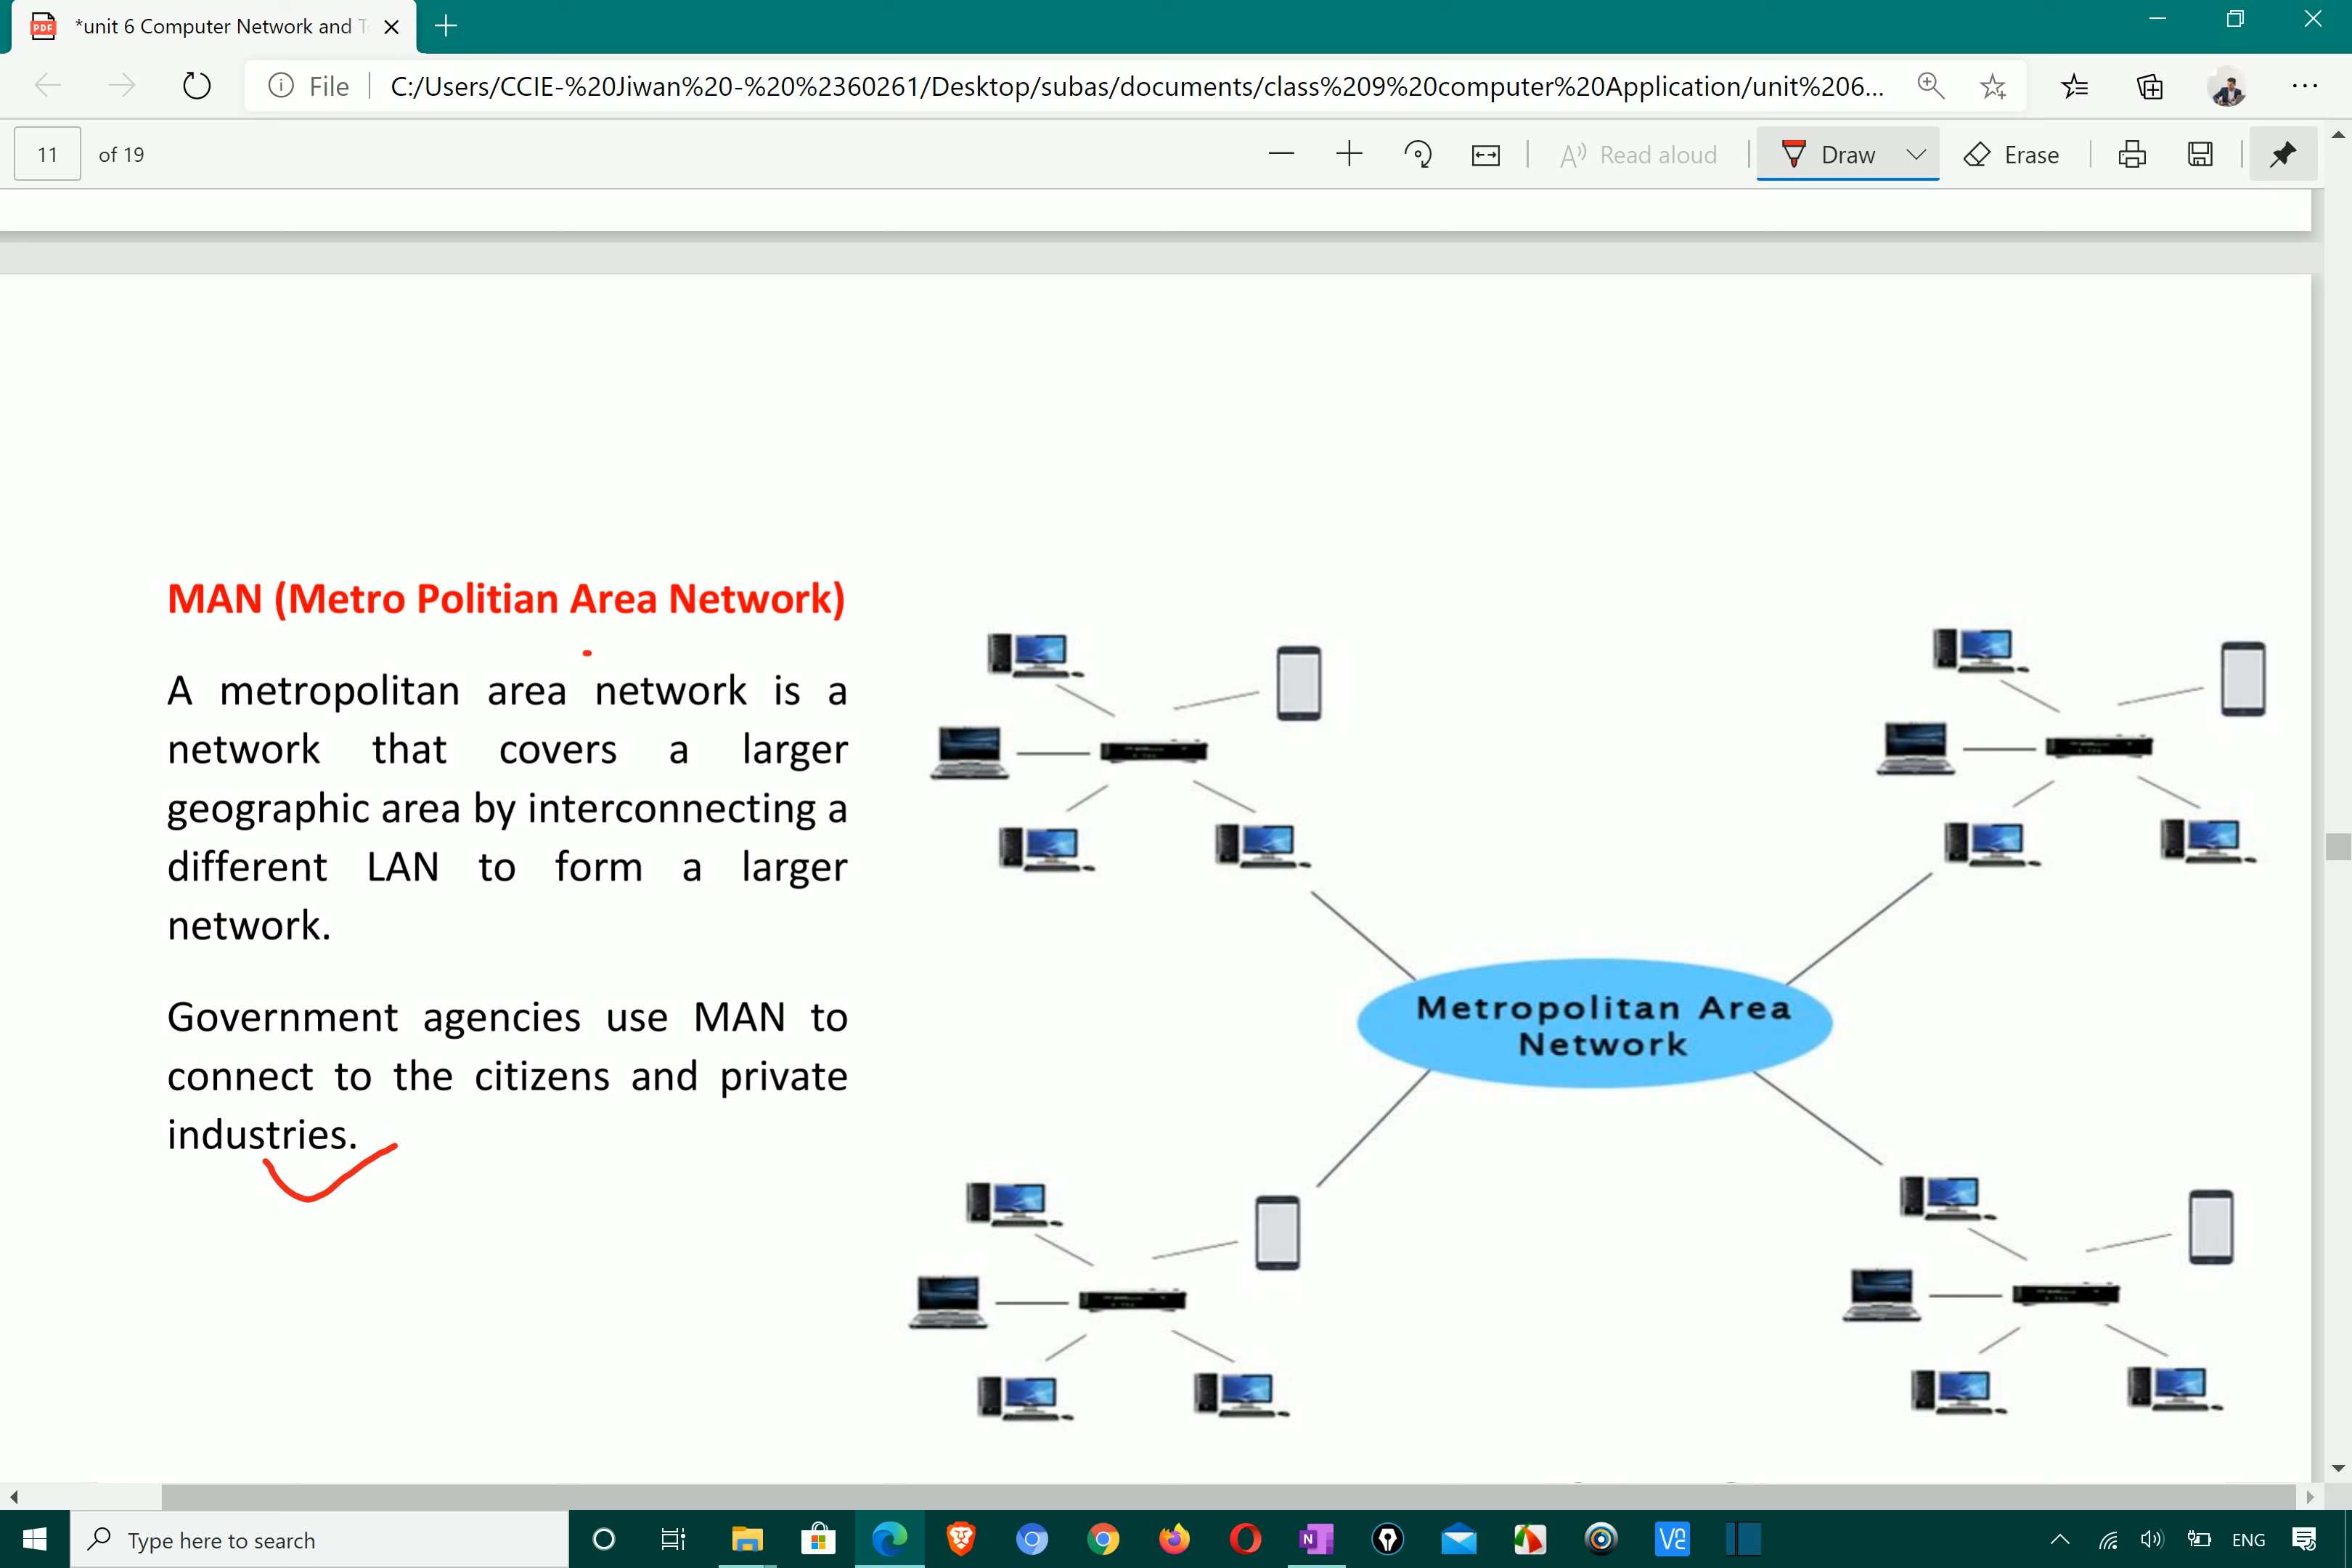 *unit 6 Computer Network and T
File
C:/Users/CCIE-%20Jiwan%20-%20%2360261/Desktop/subas/documents/class%209%20computer%20Application/unit%206...
11 of 19
Read aloud
Draw
Erase
MAN (Metro Politian Area Network)
A metropolitan area network is a
network that covers a larger
geographic area by interconnecting a
different LAN to form a larger
network.
Government agencies use MAN to
connect to the citizens and private
industries.
Metropolitan Area
Network
Type here to search
ENG